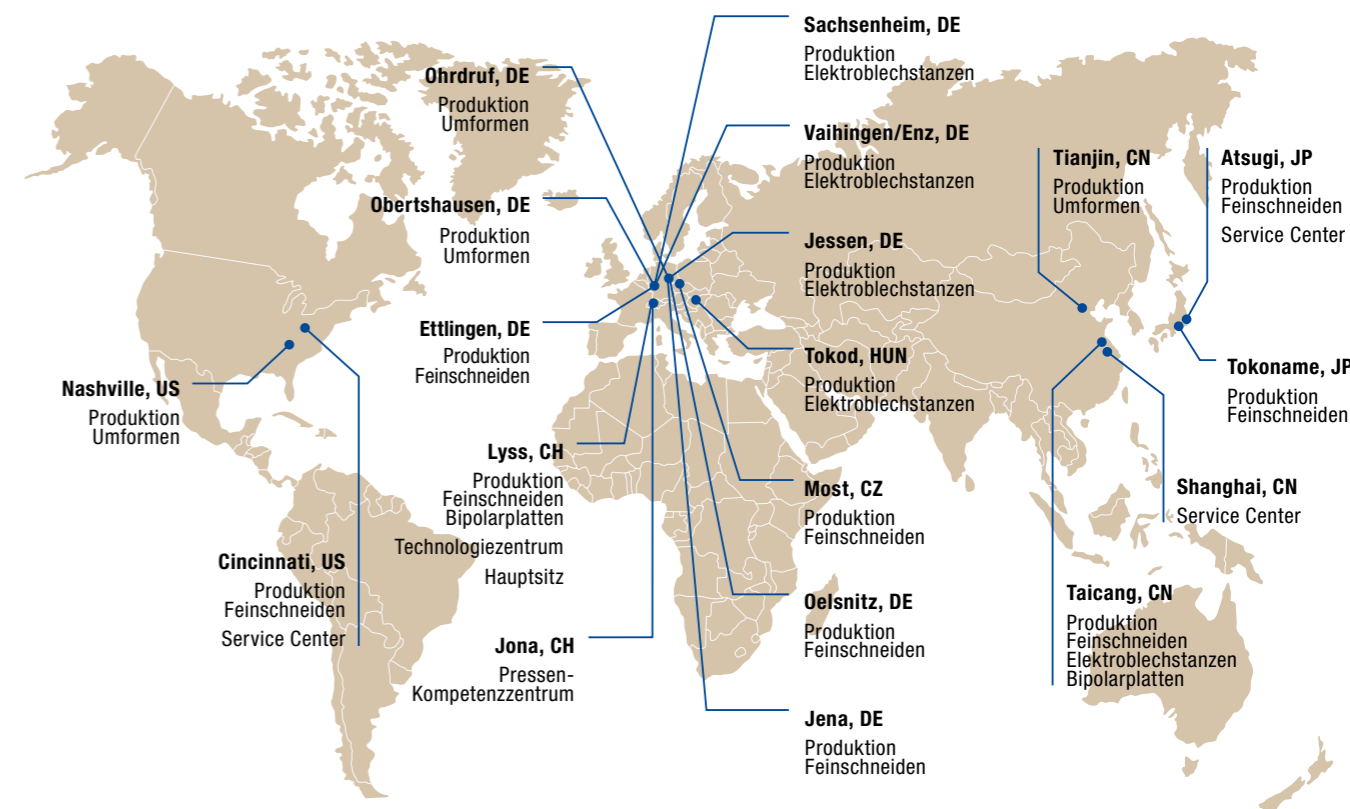 Sachsenheim, DE
Produktion
Elektroblechstanzen
Ohrdruf, DE
Produktion
Umformen
Vaihingen/Enz, DE
Produktion
Elektroblechstanzen
Tianjin, CN
Produktion
Umformen
Atsugi, JP
Produktion
Feinschneiden
Service Center
Obertshausen, DE
Produktion
Umformen
Jessen, DE
Produktion
Elektroblechstanzen
Ettlingen, DE
Produktion
Feinschneiden
Tokod, HUN
Produktion
Elektroblechstanzen
Tokoname, JP
Produktion
Feinschneiden
Nashville, US
Produktion
Umformen
Lyss, CH
Produktion
Feinschneiden
Bipolarplatten
Technologiezentrum
Hauptsitz
Most, CZ
Produktion
Feinschneiden
Shanghai, CN
Service Center
Cincinnati, US
Produktion
Feinschneiden
Service Center
Oelsnitz, DE
Produktion
Feinschneiden
Taicang, CN
Produktion
Feinschneiden
Elektroblechstanzen
Bipolarplatten
Jona, CH
Pressen-
Kompetenzzentrum
Jena, DE
Produktion
Feinschneiden